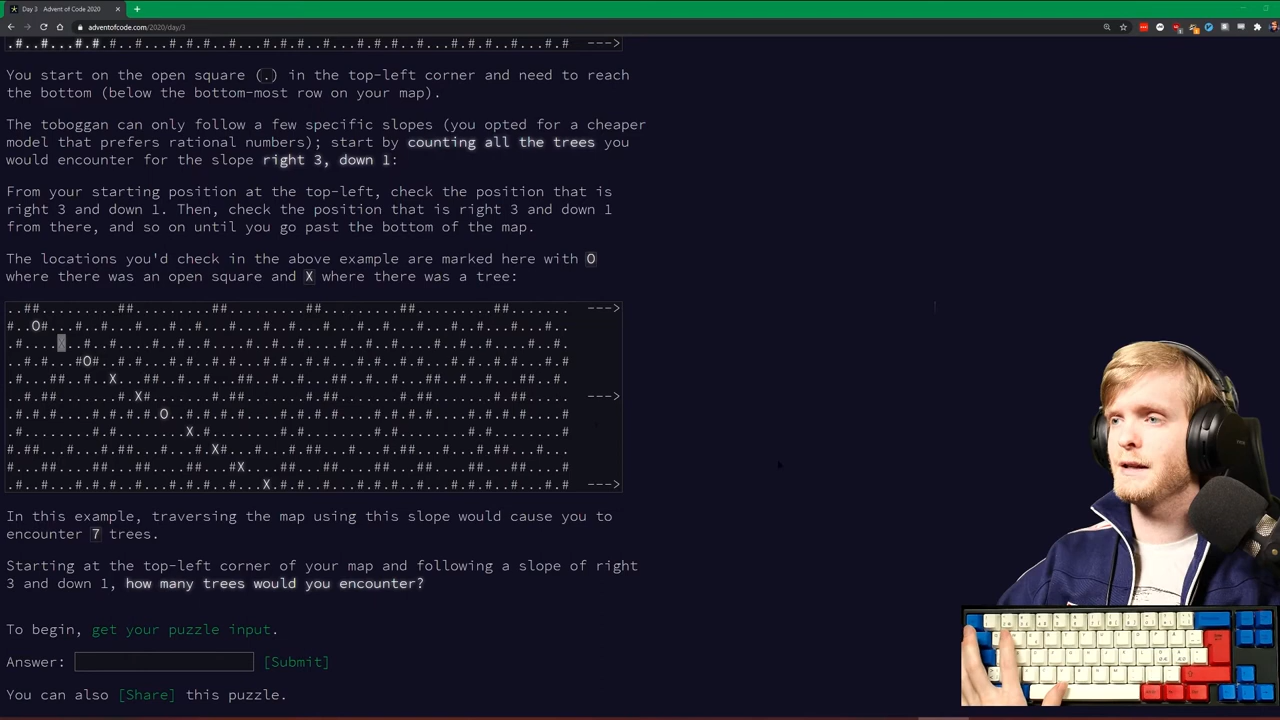 Day 3 - Advent of Code 2020
adventofcode.com/2020/day/3
.#..#...#.#.#..#...#.#.#..#...#.#.#..#...#.#.#..#...#.#.#..#...#.# --->
You start on the open square (.) in the top-left corner and need to reach
the bottom (below the bottom-most row on your map).
The toboggan can only follow a few specific slopes (you opted for a cheaper
model that prefers rational numbers); start by counting all the trees you
would encounter for the slope right 3, down 1:
From your starting position at the top-left, check the position that is
right 3 and down 1. Then, check the position that is right 3 and down 1
from there, and so on until you go past the bottom of the map.
The locations you'd check in the above example are marked here with O
where there was an open square and X where there was a tree:
..##.........##.........##.........##.........##.........##....... --->
#..O#...#..#...#...#..#...#...#..#...#...#..#...#...#..#...#...#..
.#....X..#..#....#..#..#....#..#..#....#..#..#....#..#..#....#..#.
..#.#...#O#..#.#...#.#..#.#...#.#..#.#...#.#..#.#...#.#..#.#...#.#
.#...##..#..X...##..#..#...##..#..#...##..#..#...##..#..#...##..#.
..#.##.......#.X#.......#.##.......#.##.......#.##.......#.##..... --->
.#.#.#....#.#.#.#.O..#.#.#.#....#.#.#.#....#.#.#.#....#.#.#.#....#
.#........#.#........X.#........#.#........#.#........#.#........#
#.##...#...#.##...#...#.X#...#...#.##...#...#.##...#...#.##...#...
#...##....##...##....##...#X....##...##....##...##....##...##....#
.#..#...#.#.#..#...#.#.#..#...X.#.#..#...#.#.#..#...#.#.#..#...#.# --->
In this example, traversing the map using this slope would cause you to
encounter 7 trees.
Starting at the top-left corner of your map and following a slope of right
3 and down 1, how many trees would you encounter?
To begin, get your puzzle input.
Answer: [Submit]
You can also [Share] this puzzle.